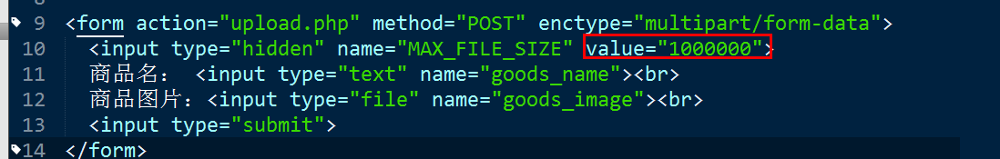 9 <form action="upload.php" method="POST" enctype="multipart/form-data">
10 <input type="hidden" name="MAX_FILE_SIZE" value="1000000">
11 商品名： <input type="text" name="goods_name"><br>
12 商品图片：<input type="file" name="goods_image"><br>
13 <input type="submit">
14 </form>